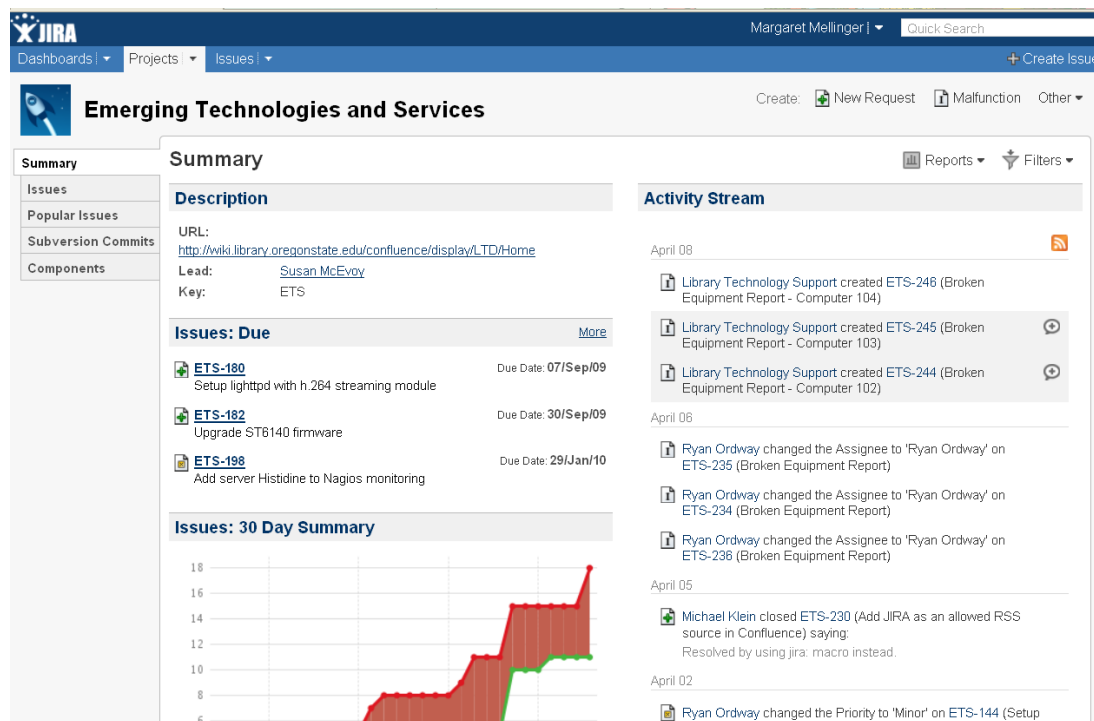 JIRA
Margaret Mellinger
Quick Search
Dashboards
Projects
Issues
Create Issu
Emerging Technologies and Services
Create:
New Request
Malfunction
Other
Summary
Issues
Popular Issues
Subversion Commits
Components
Summary
Reports
Filters
Description
URL:
http://wiki.library.oregonstate.edu/confluence/display/LTD/Home
Lead: Susan McEvoy
Key: ETS
Issues: Due
More
ETS-180
Due Date: 07/Sep/09
Setup lighttpd with h.264 streaming module
ETS-182
Due Date: 30/Sep/09
Upgrade ST6140 firmware
ETS-198
Due Date: 29/Jan/10
Add server Histidine to Nagios monitoring
Issues: 30 Day Summary
18
16
14
12
10
8
6
Activity Stream
April 08
Library Technology Support created ETS-246 (Broken
Equipment Report - Computer 104)
Library Technology Support created ETS-245 (Broken
Equipment Report - Computer 103)
Library Technology Support created ETS-244 (Broken
Equipment Report - Computer 102)
April 06
Ryan Ordway changed the Assignee to 'Ryan Ordway' on
ETS-235 (Broken Equipment Report)
Ryan Ordway changed the Assignee to 'Ryan Ordway' on
ETS-234 (Broken Equipment Report)
Ryan Ordway changed the Assignee to 'Ryan Ordway' on
ETS-236 (Broken Equipment Report)
April 05
Michael Klein closed ETS-230 (Add JIRA as an allowed RSS
source in Confluence) saying:
Resolved by using jira: macro instead.
April 02
Ryan Ordway changed the Priority to 'Minor' on ETS-144 (Setup